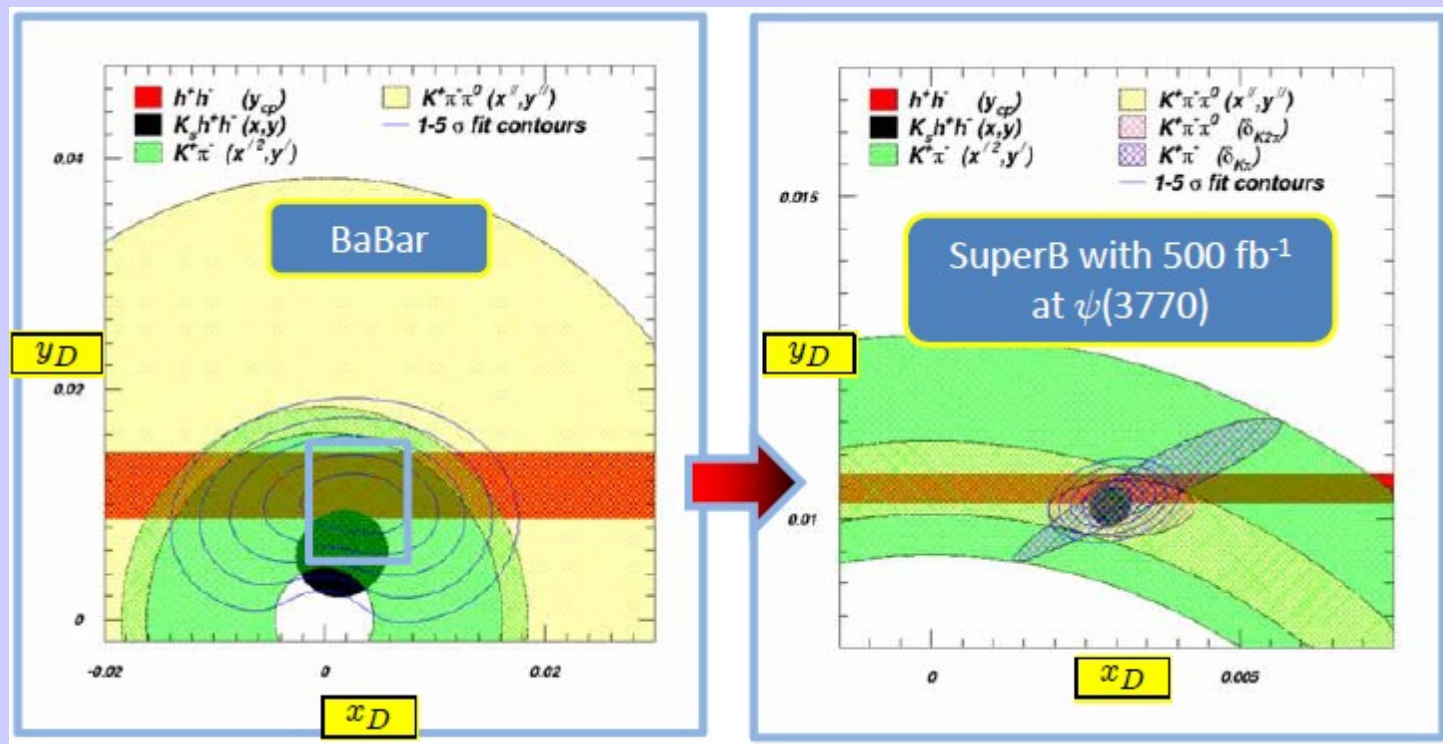 h⁺h⁻ (y_cp)
K_s h⁺h⁻ (x,y)
K⁺π⁻ (x'²,y')
K⁺π⁻π⁰ (x'',y'')
1-5 σ fit contours
BaBar
0.04
0.02
0
y_D
-0.02
0
0.02
x_D
h⁺h⁻ (y_cp)
K_s h⁺h⁻ (x,y)
K⁺π⁻ (x'²,y')
K⁺π⁻π⁰ (x'',y'')
K⁺π⁻π⁰ (δ_K2π)
K⁺π⁻ (δ_Kπ)
1-5 σ fit contours
SuperB with 500 fb⁻¹
at ψ(3770)
0.015
0.01
y_D
0
0.005
x_D